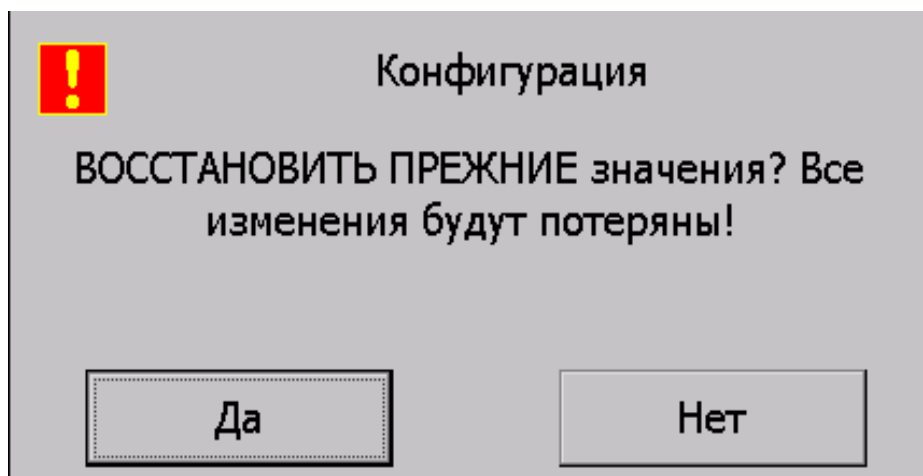 Конфигурация
ВОССТАНОВИТЬ ПРЕЖНИЕ значения? Все
изменения будут потеряны!
Да
Нет